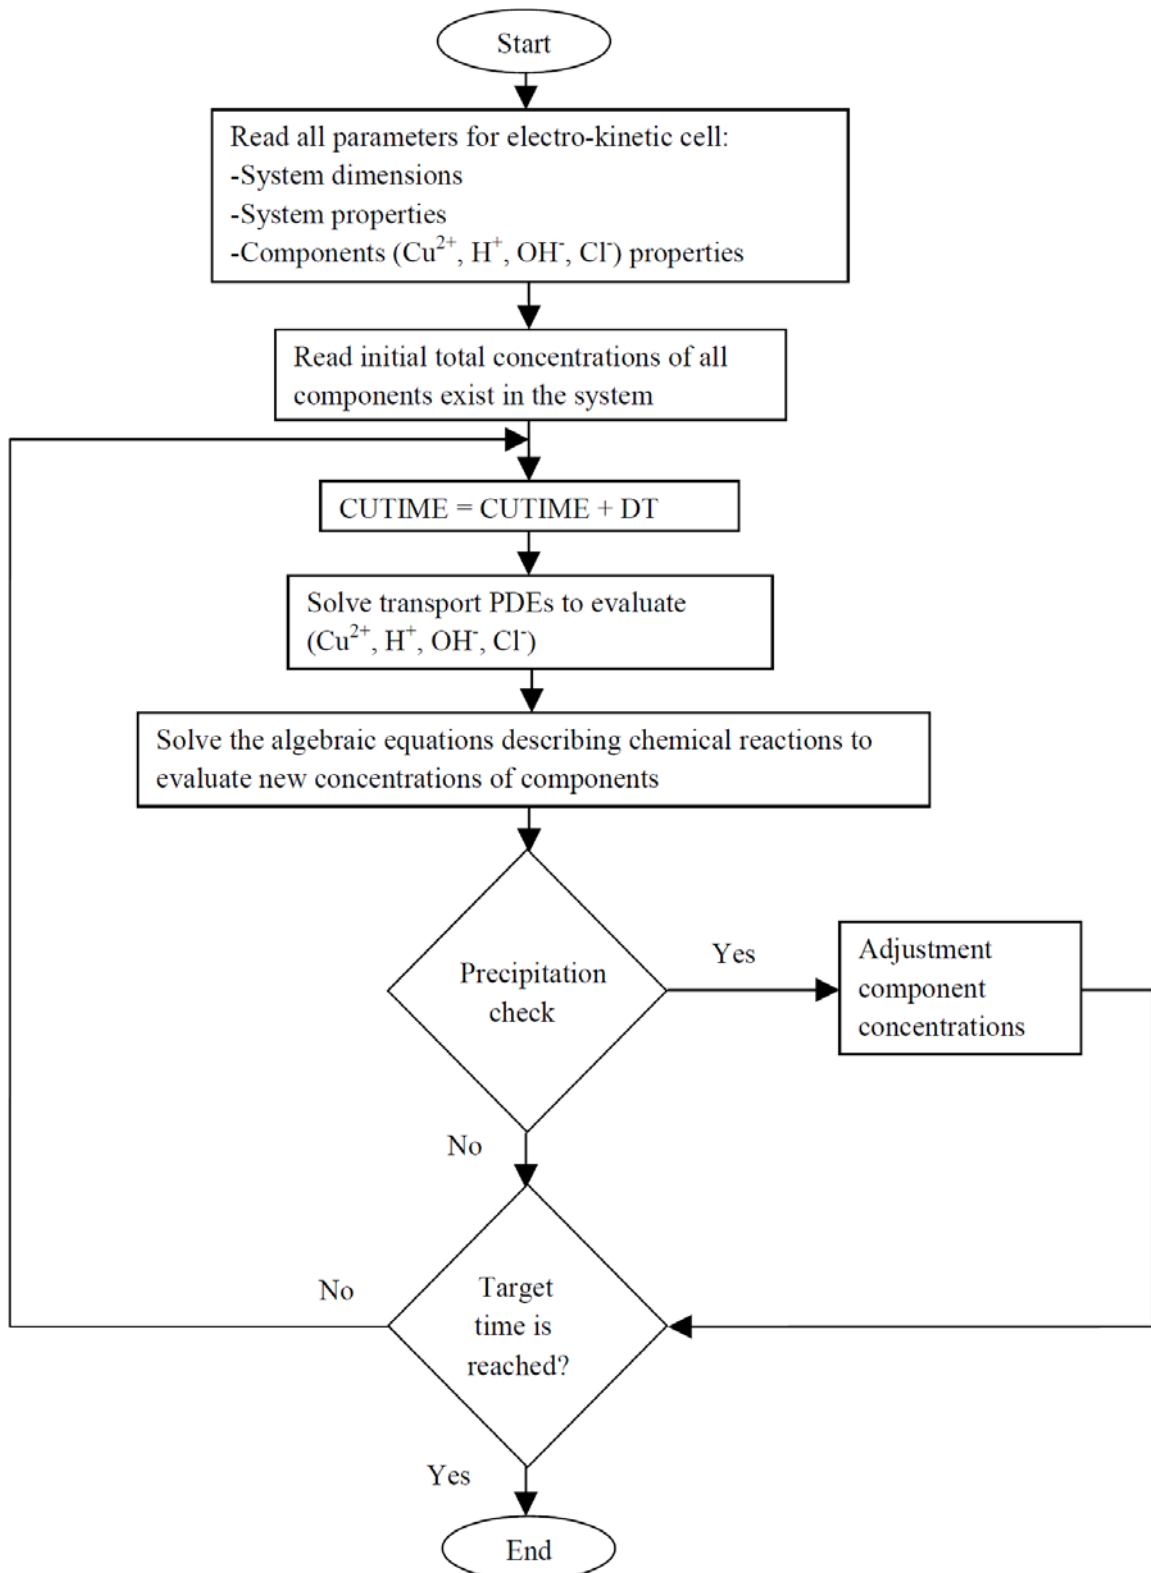 Start
Read all parameters for electro-kinetic cell:
-System dimensions
-System properties
-Components (Cu²⁺, H⁺, OH⁻, Cl⁻) properties
Read initial total concentrations of all
components exist in the system
CUTIME = CUTIME + DT
Solve transport PDEs to evaluate
(Cu²⁺, H⁺, OH⁻, Cl⁻)
Solve the algebraic equations describing chemical reactions to
evaluate new concentrations of components
Precipitation
check
Yes
Adjustment
component
concentrations
No
Target
time is
reached?
No
Yes
End